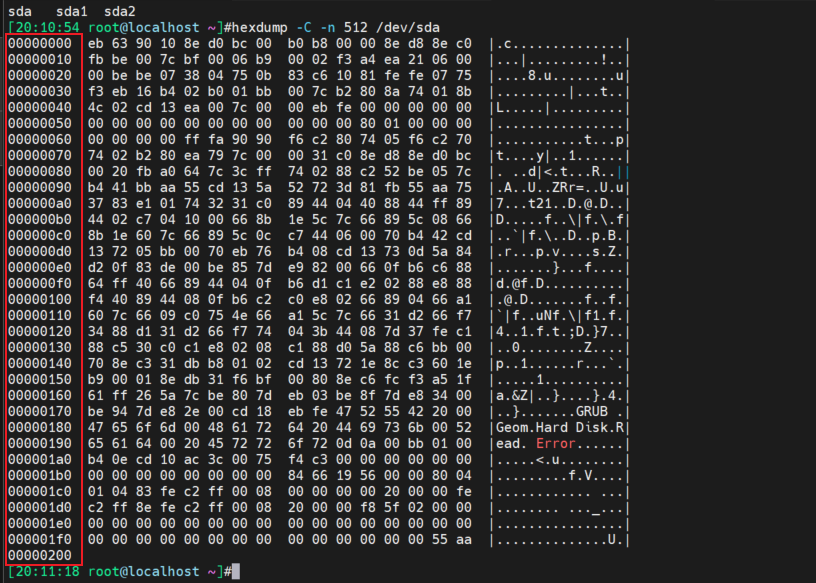 sda   sda1  sda2
[20:10:54 root@localhost ~]#hexdump -C -n 512 /dev/sda
00000000  eb 63 90 10 8e d0 bc 00  b0 b8 00 00 8e d8 8e c0  |.c..............|
00000010  fb be 00 7c bf 00 06 b9  00 02 f3 a4 ea 21 06 00  |...|.........!..|
00000020  00 be be 07 38 04 75 0b  83 c6 10 81 fe fe 07 75  |....8.u........u|
00000030  f3 eb 16 b4 02 b0 01 bb  00 7c b2 80 8a 74 01 8b  |.........|...t..|
00000040  4c 02 cd 13 ea 00 7c 00  00 eb fe 00 00 00 00 00  |L.....|.........|
00000050  00 00 00 00 00 00 00 00  00 00 00 80 01 00 00 00  |................|
00000060  00 00 00 00 ff fa 90 90  f6 c2 80 74 05 f6 c2 70  |...........t...p|
00000070  74 02 b2 80 ea 79 7c 00  00 31 c0 8e d8 8e d0 bc  |t....y|..1......|
00000080  00 20 fb a0 64 7c 3c ff  74 02 88 c2 52 be 05 7c  |. ..d|<.t...R..||
00000090  b4 41 bb aa 55 cd 13 5a  52 72 3d 81 fb 55 aa 75  |.A..U..ZRr=..U.u|
000000a0  37 83 e1 01 74 32 31 c0  89 44 04 40 88 44 ff 89  |7...t21..D.@.D..|
000000b0  44 02 c7 04 10 00 66 8b  1e 5c 7c 66 89 5c 08 66  |D.....f..\|f.\.f|
000000c0  8b 1e 60 7c 66 89 5c 0c  c7 44 06 00 70 b4 42 cd  |..`|f.\..D..p.B.|
000000d0  13 72 05 bb 00 70 eb 76  b4 08 cd 13 73 0d 5a 84  |.r...p.v....s.Z.|
000000e0  d2 0f 83 de 00 be 85 7d  e9 82 00 66 0f b6 c6 88  |.......}...f....|
000000f0  64 ff 40 66 89 44 04 0f  b6 d1 c1 e2 02 88 e8 88  |d.@f.D..........|
00000100  f4 40 89 44 08 0f b6 c2  c0 e8 02 66 89 04 66 a1  |.@.D.......f..f.|
00000110  60 7c 66 09 c0 75 4e 66  a1 5c 7c 66 31 d2 66 f7  |`|f..uNf.\|f1.f.|
00000120  34 88 d1 31 d2 66 f7 74  04 3b 44 08 7d 37 fe c1  |4..1.f.t.;D.}7..|
00000130  88 c5 30 c0 c1 e8 02 08  c1 88 d0 5a 88 c6 bb 00  |..0........Z....|
00000140  70 8e c3 31 db b8 01 02  cd 13 72 1e 8c c3 60 1e  |p..1......r...`.|
00000150  b9 00 01 8e db 31 f6 bf  00 80 8e c6 fc f3 a5 1f  |.....1..........|
00000160  61 ff 26 5a 7c be 80 7d  eb 03 be 8f 7d e8 34 00  |a.&Z|..}....}.4.|
00000170  be 94 7d e8 2e 00 cd 18  eb fe 47 52 55 42 20 00  |..}.......GRUB .|
00000180  47 65 6f 6d 00 48 61 72  64 20 44 69 73 6b 00 52  |Geom.Hard Disk.R|
00000190  65 61 64 00 20 45 72 72  6f 72 0d 0a 00 bb 01 00  |ead. Error......|
000001a0  b4 0e cd 10 ac 3c 00 75  f4 c3 00 00 00 00 00 00  |.....<.u........|
000001b0  00 00 00 00 00 00 00 00  84 66 19 56 00 00 80 04  |.........f.V....|
000001c0  01 04 83 fe c2 ff 00 08  00 00 00 00 20 00 00 fe  |............ ...|
000001d0  c2 ff 8e fe c2 ff 00 08  20 00 00 f8 5f 02 00 00  |........ ..._...|
000001e0  00 00 00 00 00 00 00 00  00 00 00 00 00 00 00 00  |................|
000001f0  00 00 00 00 00 00 00 00  00 00 00 00 00 00 55 aa  |..............U.|
00000200
[20:11:18 root@localhost ~]#